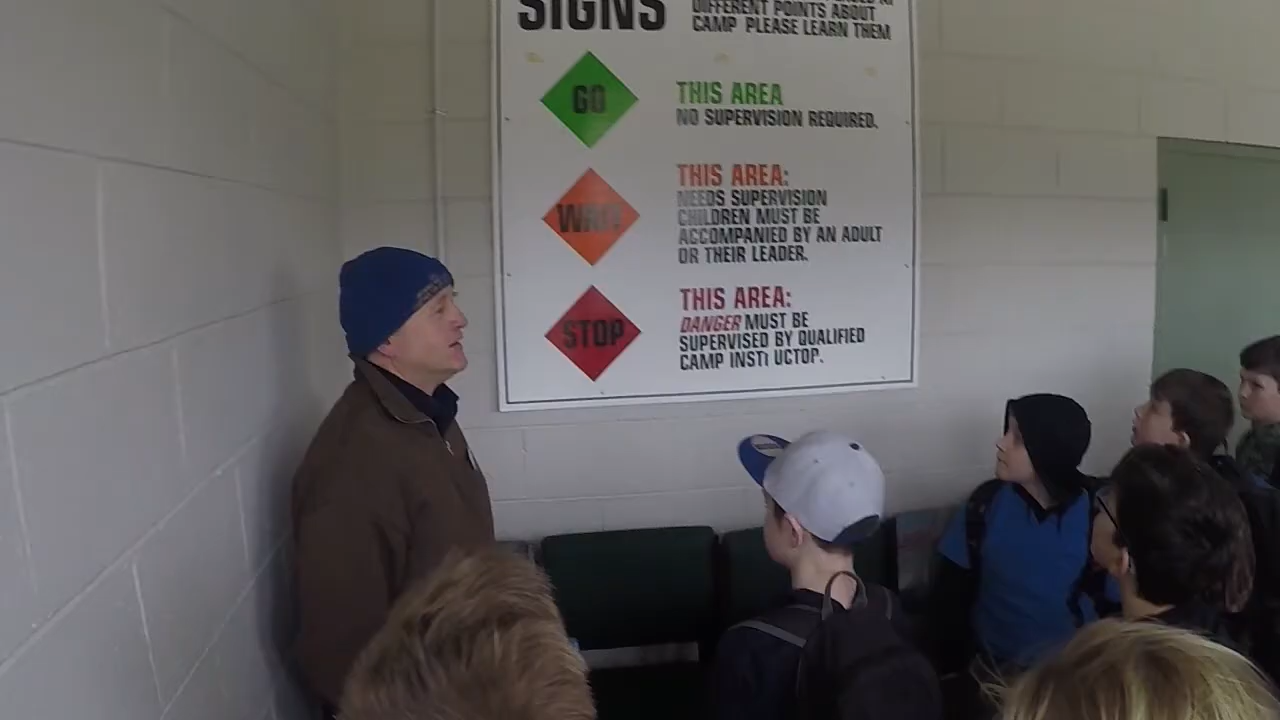 SIGNS
DIFFERENT POINTS ABOUT
CAMP PLEASE LEARN THEM
GO
THIS AREA
NO SUPERVISION REQUIRED.
WAIT
THIS AREA:
NEEDS SUPERVISION
CHILDREN MUST BE
ACCOMPANIED BY AN ADULT
OR THEIR LEADER.
STOP
THIS AREA:
DANGER MUST BE
SUPERVISED BY QUALIFIED
CAMP INSTI UCTOP.